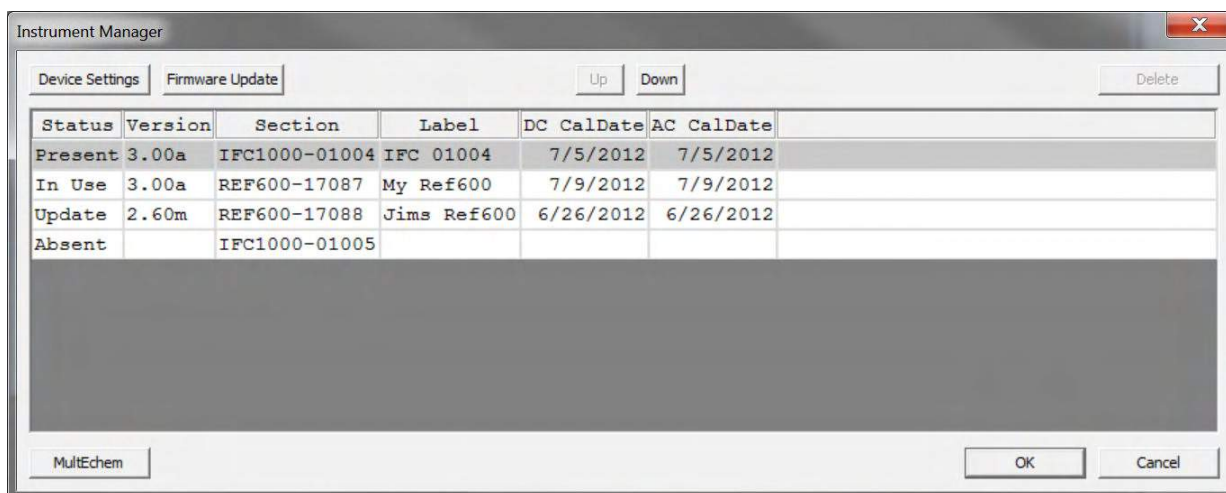 Instrument Manager
X
Device Settings Firmware Update Up Down Delete
Status Version Section Label DC CalDate AC CalDate
Present 3.00a IFC1000-01004 IFC 01004 7/5/2012 7/5/2012
In Use 3.00a REF600-17087 My Ref600 7/9/2012 7/9/2012
Update 2.60m REF600-17088 Jims Ref600 6/26/2012 6/26/2012
Absent IFC1000-01005
MultEchem OK Cancel